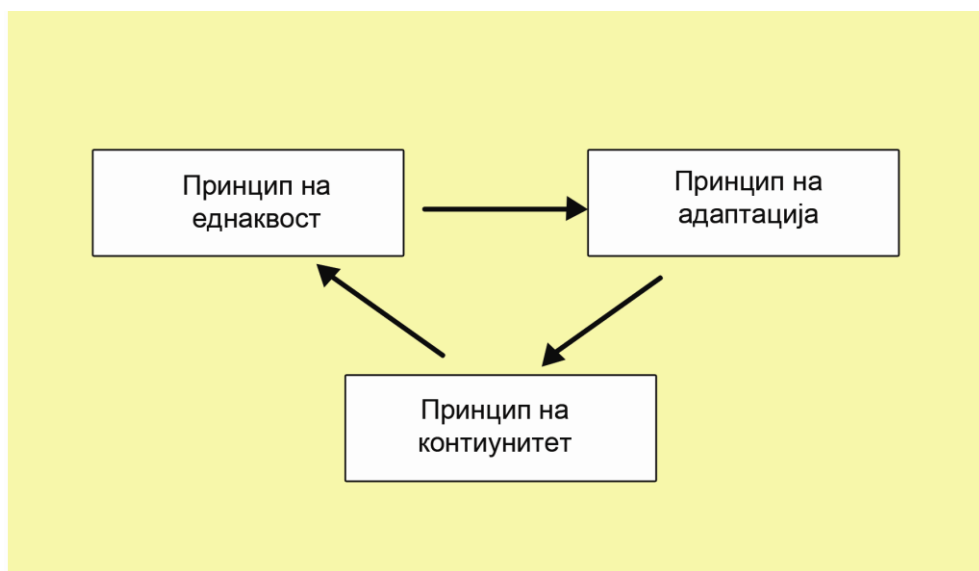 Принцип на
еднаквост
Принцип на
адаптација
Принцип на
контиунитет